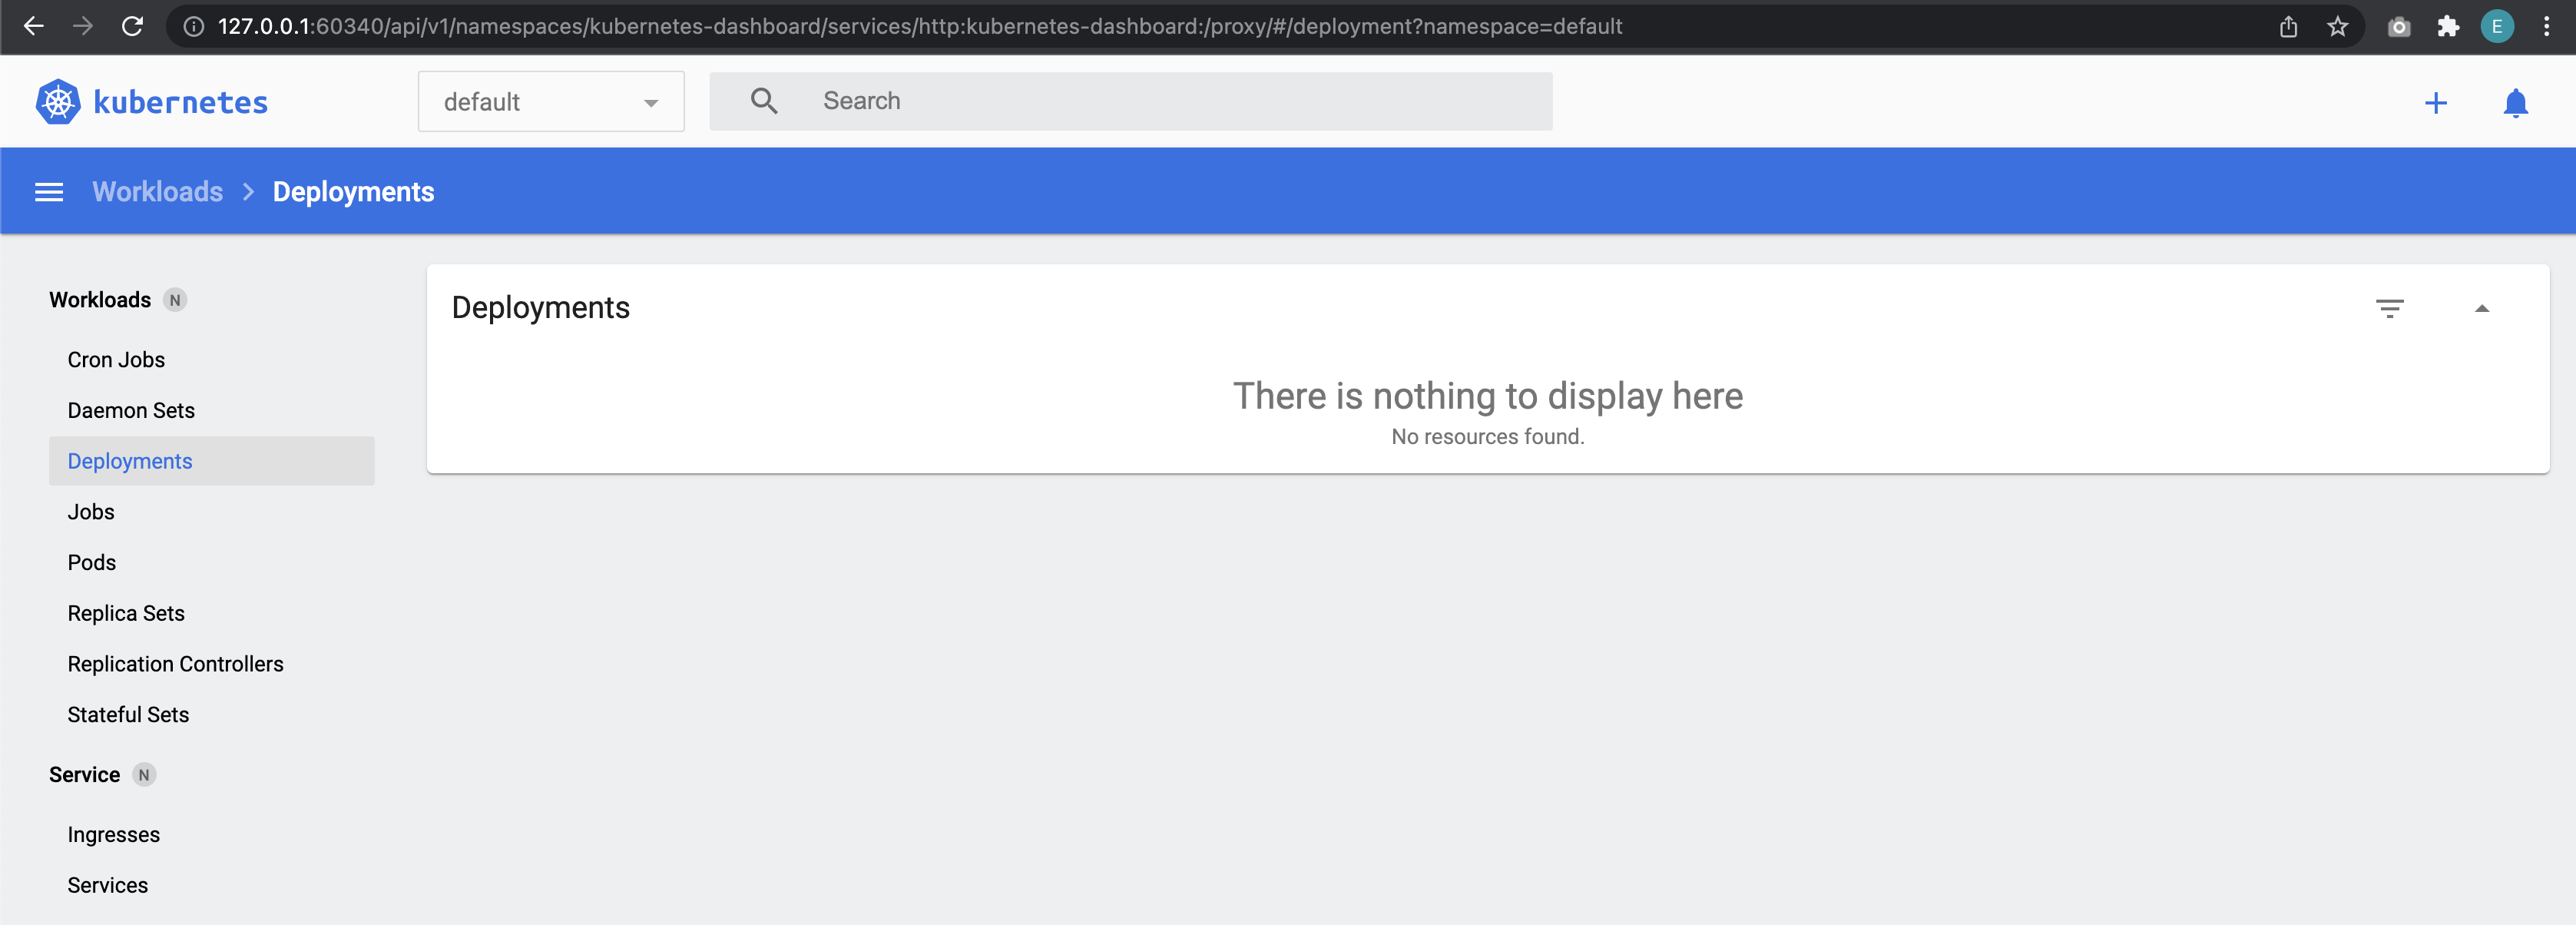 127.0.0.1:60340/api/v1/namespaces/kubernetes-dashboard/services/http:kubernetes-dashboard:/proxy/#/deployment?namespace=default
E
kubernetes
default
Search
Workloads
Deployments
Workloads N
Cron Jobs
Daemon Sets
Deployments
Jobs
Pods
Replica Sets
Replication Controllers
Stateful Sets
Service N
Ingresses
Services
Deployments
There is nothing to display here
No resources found.